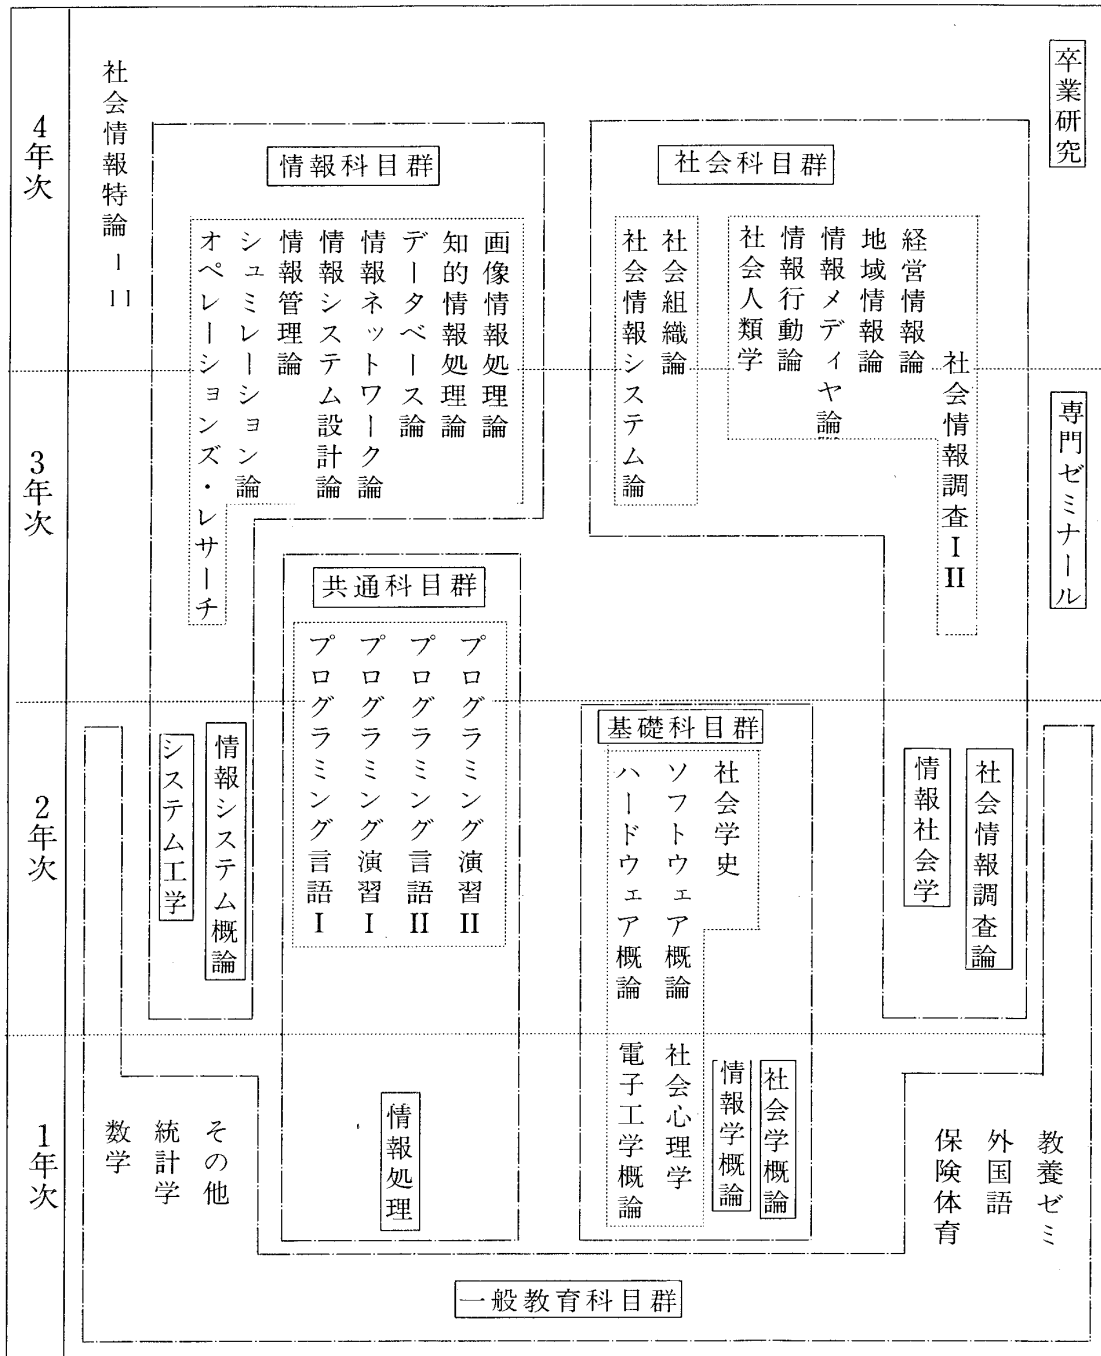 4年次
社会情報特論 I II
情報科目群
オペレーションズ・レサーチ
シュミレーション論
情報管理論
情報システム設計論
情報ネットワーク論
データベース論
知的情報処理論
画像情報処理論
社会科目群
社会情報システム論
社会組織論
社会人類学
情報行動論
情報メディヤ論
地域情報論
経営情報論
社会情報調査 I II
卒業研究
3年次
専門ゼミナール
共通科目群
プログラミング言語 I
プログラミング演習 I
プログラミング言語 II
プログラミング演習 II
2年次
システム工学
情報システム概論
基礎科目群
ハードウェア概論
ソフトウェア概論
社会学史
情報社会学
社会情報調査論
1年次
数学
統計学
その他
情報処理
電子工学概論
社会心理学
情報学概論
社会学概論
保険体育
外国語
教養ゼミ
一般教育科目群